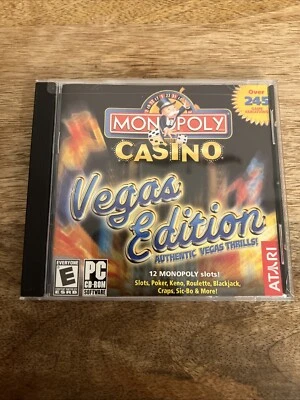 Over
245
MONOPOLY
CASINO
Vegas
Edition
AUTHENTIC VEGAS THRILLS!
12 MONOPOLY slots!
Slots, Poker, Keno, Roulette, Blackjack,
Craps, Sic-Bo & More!
EVERYONE
E
ESRB
PC
CD-ROM
SOFTWARE
ATARI